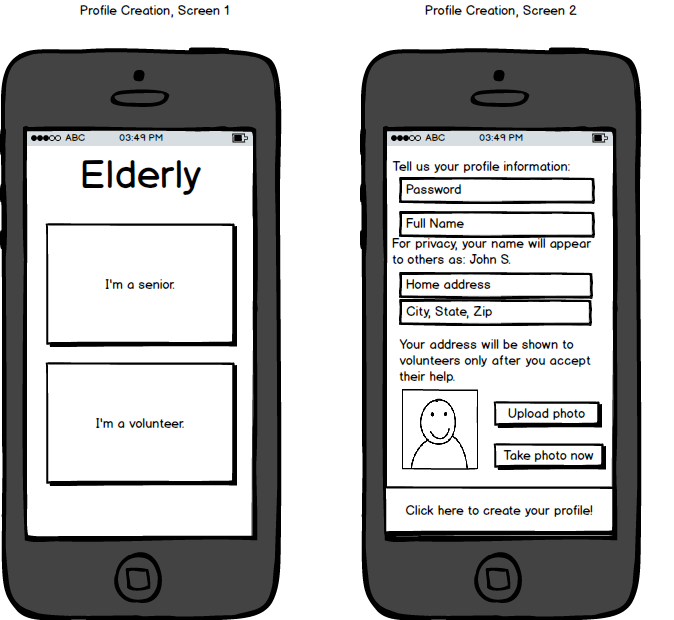 Profile Creation, Screen 1
ABC 03:49 PM
Elderly
I'm a senior.
I'm a volunteer.
Profile Creation, Screen 2
ABC 03:49 PM
Tell us your profile information:
Password
Full Name
For privacy, your name will appear
to others as: John S.
Home address
City, State, Zip
Your address will be shown to
volunteers only after you accept
their help.
Upload photo
Take photo now
Click here to create your profile!